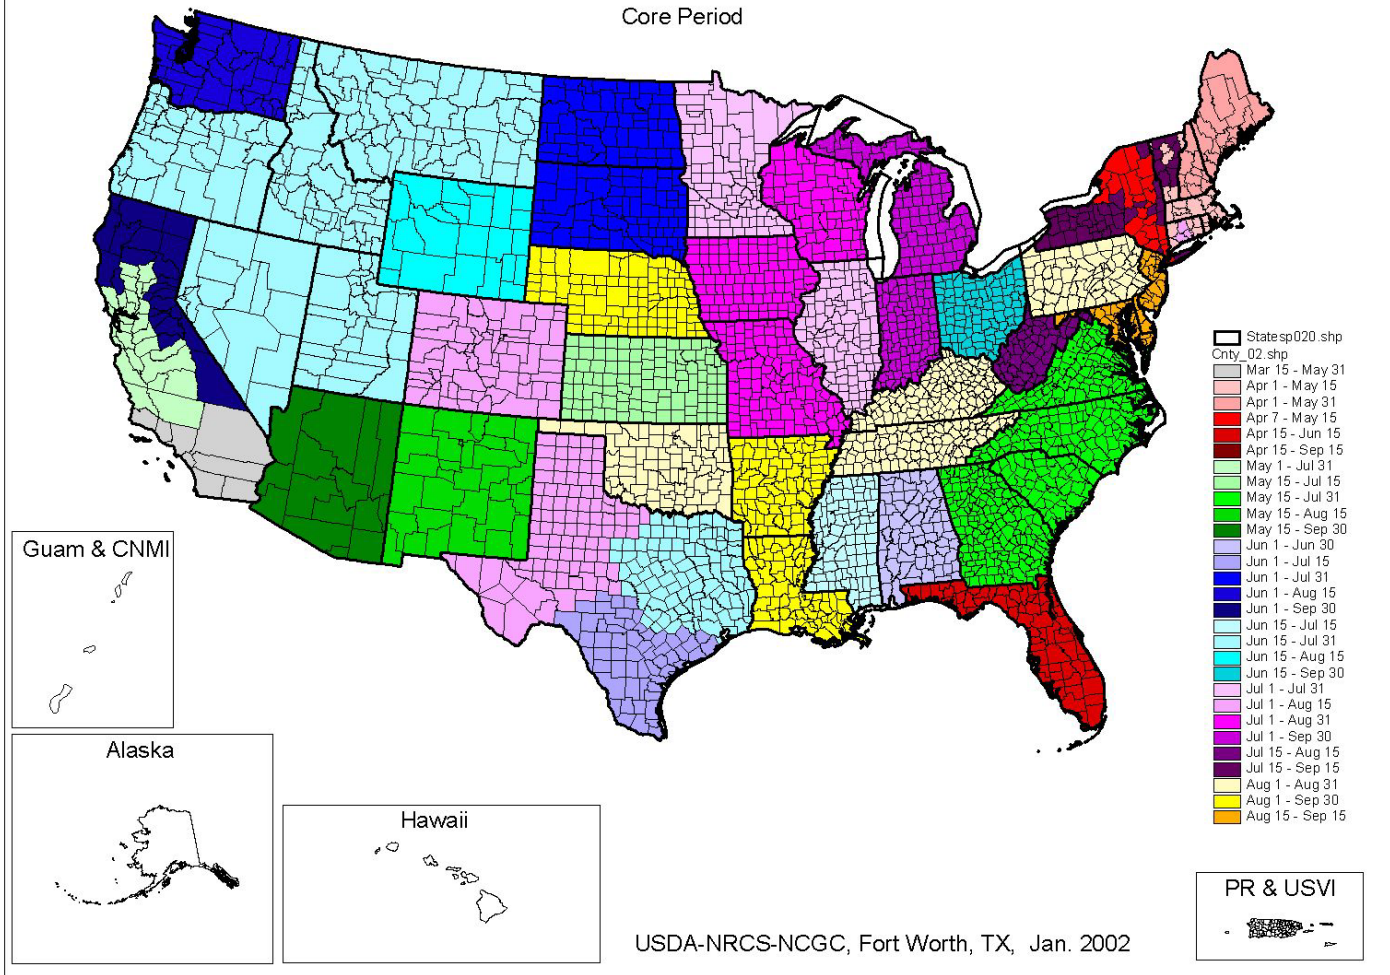 Core Period
Statesp020.shp
Cnty_02.shp
Mar 15 - May 31
Apr 1 - May 15
Apr 1 - May 31
Apr 7 - May 15
Apr 15 - Jun 15
Apr 15 - Sep 15
May 1 - Jul 31
May 15 - Jul 15
May 15 - Jul 31
May 15 - Aug 15
May 15 - Sep 30
Jun 1 - Jun 30
Jun 1 - Jul 15
Jun 1 - Jul 31
Jun 1 - Aug 15
Jun 1 - Sep 30
Jun 15 - Jul 15
Jun 15 - Jul 31
Jun 15 - Aug 15
Jun 15 - Sep 30
Jul 1 - Jul 31
Jul 1 - Aug 15
Jul 1 - Aug 31
Jul 1 - Sep 30
Jul 15 - Aug 15
Jul 15 - Sep 15
Aug 1 - Aug 31
Aug 1 - Sep 30
Aug 15 - Sep 15
Guam & CNMI
Alaska
Hawaii
PR & USVI
USDA-NRCS-NCGC, Fort Worth, TX, Jan. 2002